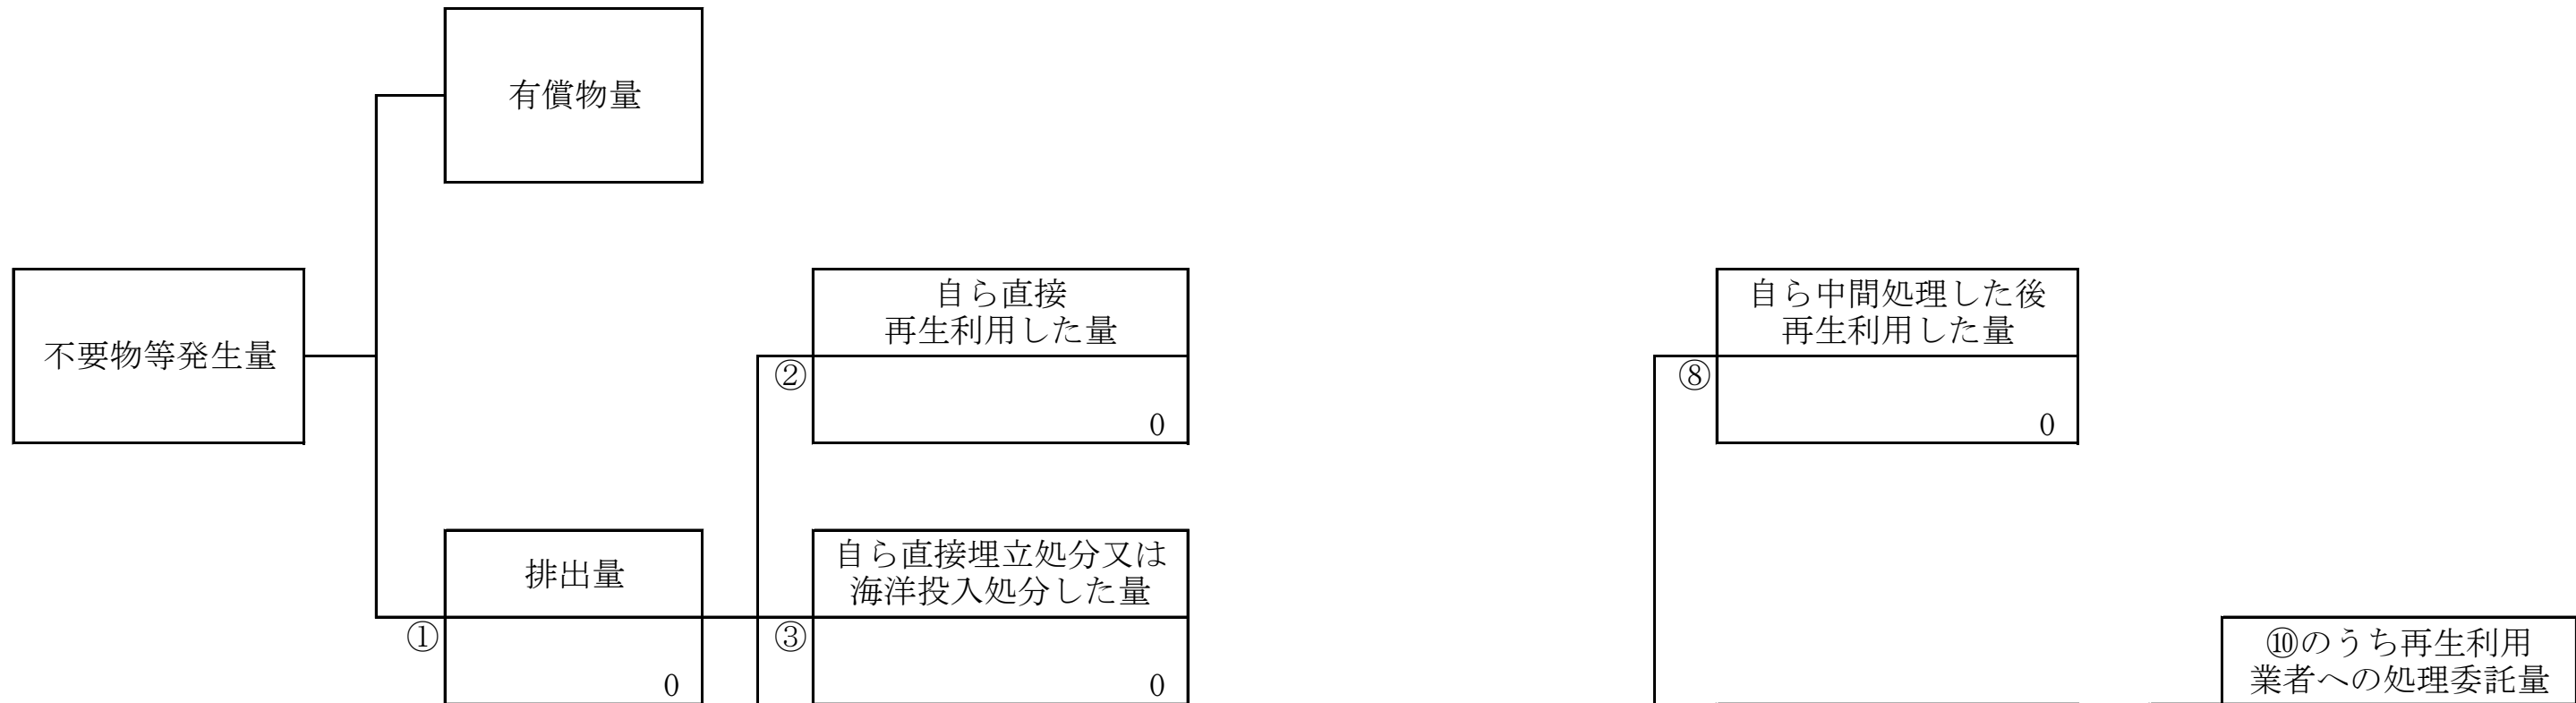 有償物量
不要物等発生量
自ら直接
再生利用した量
②
0
自ら中間処理した後
再生利用した量
⑧
0
排出量
①
0
自ら直接埋立処分又は
海洋投入処分した量
③
0
⑩のうち再生利用
業者への処理委託量